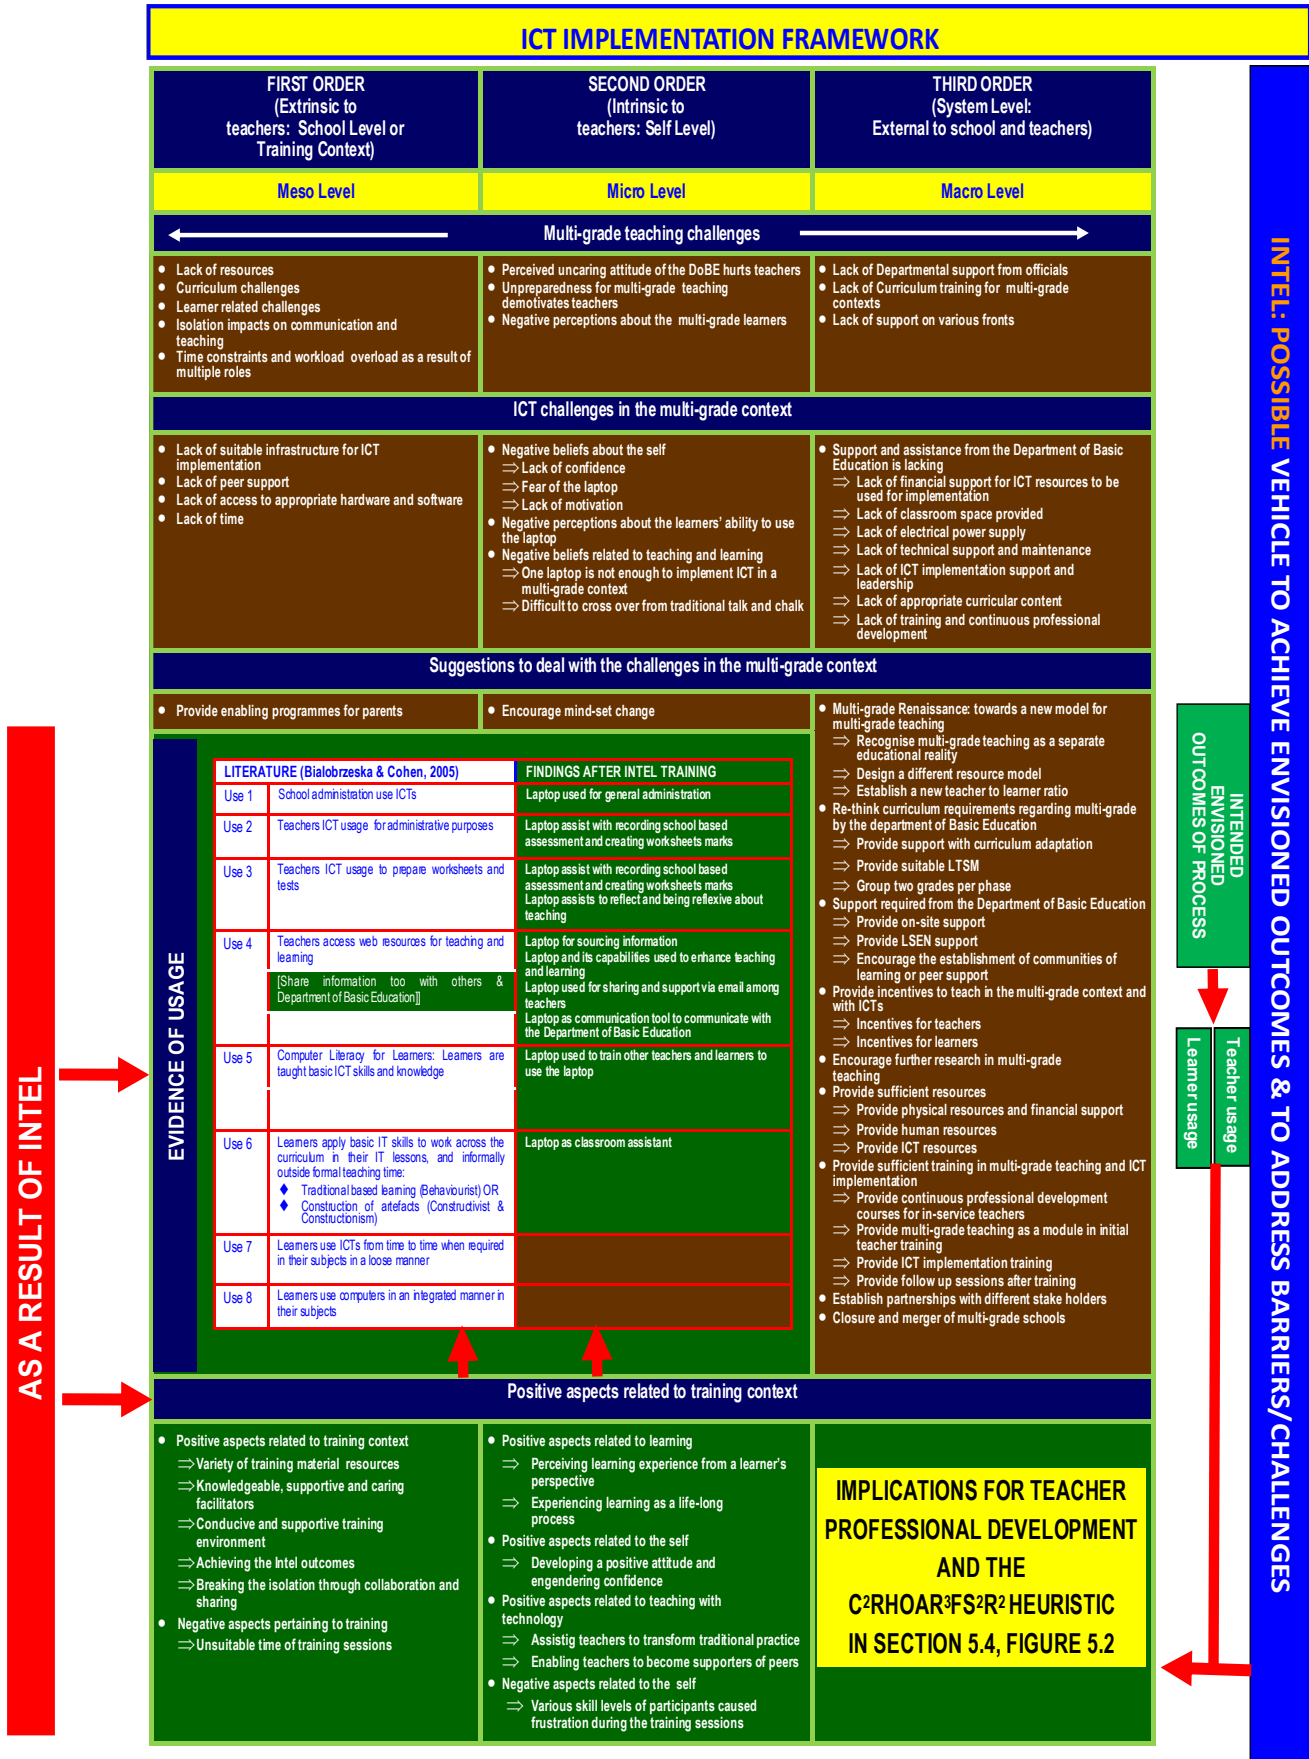 ICT IMPLEMENTATION FRAMEWORK
FIRST ORDER
(Extrinsic to
teachers: School Level or
Training Context)
SECOND ORDER
(Intrinsic to
teachers: Self Level)
THIRD ORDER
(System Level:
External to school and teachers)
Meso Level
Micro Level
Macro Level
Multi-grade teaching challenges
• Lack of resources
• Curriculum challenges
• Learner related challenges
• Isolation impacts on communication and
teaching
• Time constraints and workload overload as a result of
multiple roles
• Perceived uncaring attitude of the DoBE hurts teachers
• Unpreparedness for multi-grade teaching
demotivates teachers
• Negative perceptions about the multi-grade learners
• Lack of Departmental support from officials
• Lack of Curriculum training for multi-grade
contexts
• Lack of support on various fronts
ICT challenges in the multi-grade context
• Lack of suitable infrastructure for ICT
implementation
• Lack of peer support
• Lack of access to appropriate hardware and software
• Lack of time
• Negative beliefs about the self
⇒ Lack of confidence
⇒ Fear of the laptop
⇒ Lack of motivation
• Negative perceptions about the learners' ability to use
the laptop
• Negative beliefs related to teaching and learning
⇒ One laptop is not enough to implement ICT in a
multi-grade context
⇒ Difficult to cross over from traditional talk and chalk
• Support and assistance from the Department of Basic
Education is lacking
⇒ Lack of financial support for ICT resources to be
used for implementation
⇒ Lack of classroom space provided
⇒ Lack of electrical power supply
⇒ Lack of technical support and maintenance
⇒ Lack of ICT implementation support and
leadership
⇒ Lack of appropriate curricular content
⇒ Lack of training and continuous professional
development
Suggestions to deal with the challenges in the multi-grade context
• Provide enabling programmes for parents
• Encourage mind-set change
• Multi-grade Renaissance: towards a new model for
multi-grade teaching
⇒ Recognise multi-grade teaching as a separate
educational reality
⇒ Design a different resource model
⇒ Establish a new teacher to learner ratio
• Re-think curriculum requirements regarding multi-grade
by the department of Basic Education
⇒ Provide support with curriculum adaptation
⇒ Provide suitable LTSM
⇒ Group two grades per phase
• Support required from the Department of Basic Education
⇒ Provide on-site support
⇒ Provide LSEN support
⇒ Encourage the establishment of communities of
learning or peer support
• Provide incentives to teach in the multi-grade context and
with ICTs
⇒ Incentives for teachers
⇒ Incentives for learners
• Encourage further research in multi-grade
teaching
• Provide sufficient resources
⇒ Provide physical resources and financial support
⇒ Provide human resources
⇒ Provide ICT resources
• Provide sufficient training in multi-grade teaching and ICT
implementation
⇒ Provide continuous professional development
courses for in-service teachers
⇒ Provide multi-grade teaching as a module in initial
teacher training
⇒ Provide ICT implementation training
⇒ Provide follow up sessions after training
• Establish partnerships with different stake holders
• Closure and merger of multi-grade schools
EVIDENCE OF USAGE
LITERATURE (Bialobrzeska & Cohen, 2005)
FINDINGS AFTER INTEL TRAINING
Use 1
School administration use ICTs
Laptop used for general administration
Use 2
Teachers ICT usage for administrative purposes
Laptop assist with recording school based
assessment and creating worksheets marks
Use 3
Teachers ICT usage to prepare worksheets and
tests
Laptop assist with recording school based
assessment and creating worksheets marks
Laptop assists to reflect and being reflexive about
teaching
Use 4
Teachers access web resources for teaching and
learning
[Share information too with others &
Department of Basic Education]]
Laptop for sourcing information
Laptop and its capabilities used to enhance teaching
and learning
Laptop used for sharing and support via email among
teachers
Laptop as communication tool to communicate with
the Department of Basic Education
Use 5
Computer Literacy for Learners: Learners are
taught basic ICT skills and knowledge
Laptop used to train other teachers and learners to
use the laptop
Use 6
Learners apply basic IT skills to work across the
curriculum in their IT lessons, and informally
outside formal teaching time:
◆ Traditional based learning (Behaviourist) OR
◆ Construction of artefacts (Constructivist &
Constructionism)
Laptop as classroom assistant
Use 7
Learners use ICTs from time to time when required
in their subjects in a loose manner
Use 8
Learners use computers in an integrated manner in
their subjects
Positive aspects related to training context
• Positive aspects related to training context
⇒ Variety of training material resources
⇒ Knowledgeable, supportive and caring
facilitators
⇒ Conducive and supportive training
environment
⇒ Achieving the Intel outcomes
⇒ Breaking the isolation through collaboration and
sharing
• Negative aspects pertaining to training
⇒ Unsuitable time of training sessions
• Positive aspects related to learning
⇒ Perceiving learning experience from a learner's
perspective
⇒ Experiencing learning as a life-long
process
• Positive aspects related to the self
⇒ Developing a positive attitude and
engendering confidence
• Positive aspects related to teaching with
technology
⇒ Assistig teachers to transform traditional practice
⇒ Enabling teachers to become supporters of peers
• Negative aspects related to the self
⇒ Various skill levels of participants caused
frustration during the training sessions
IMPLICATIONS FOR TEACHER
PROFESSIONAL DEVELOPMENT
AND THE
C²RHOAR³FS²R² HEURISTIC
IN SECTION 5.4, FIGURE 5.2
AS A RESULT OF INTEL
INTENDED
ENVISIONED
OUTCOMES OF PROCESS
Teacher usage
Learner usage
INTEL: POSSIBLE VEHICLE TO ACHIEVE ENVISIONED OUTCOMES & TO ADDRESS BARRIERS/CHALLENGES